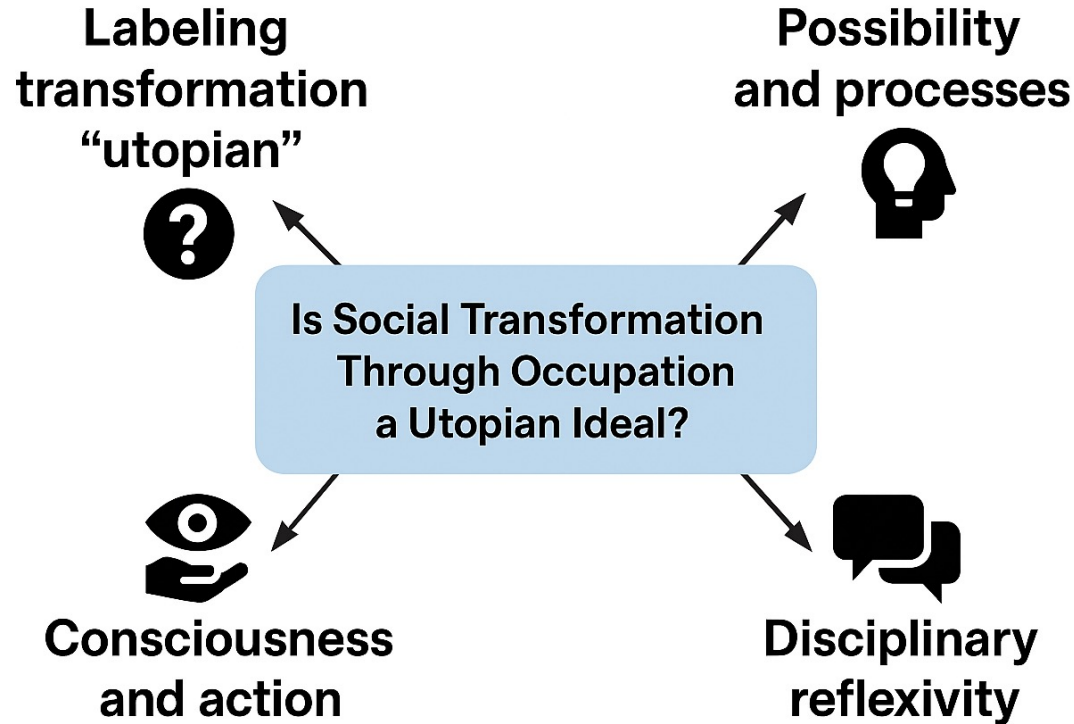 Labeling
transformation
“utopian”
?
Possibility
and processes
Is Social Transformation
Through Occupation
a Utopian Ideal?
Consciousness
and action
Disciplinary
reflexivity